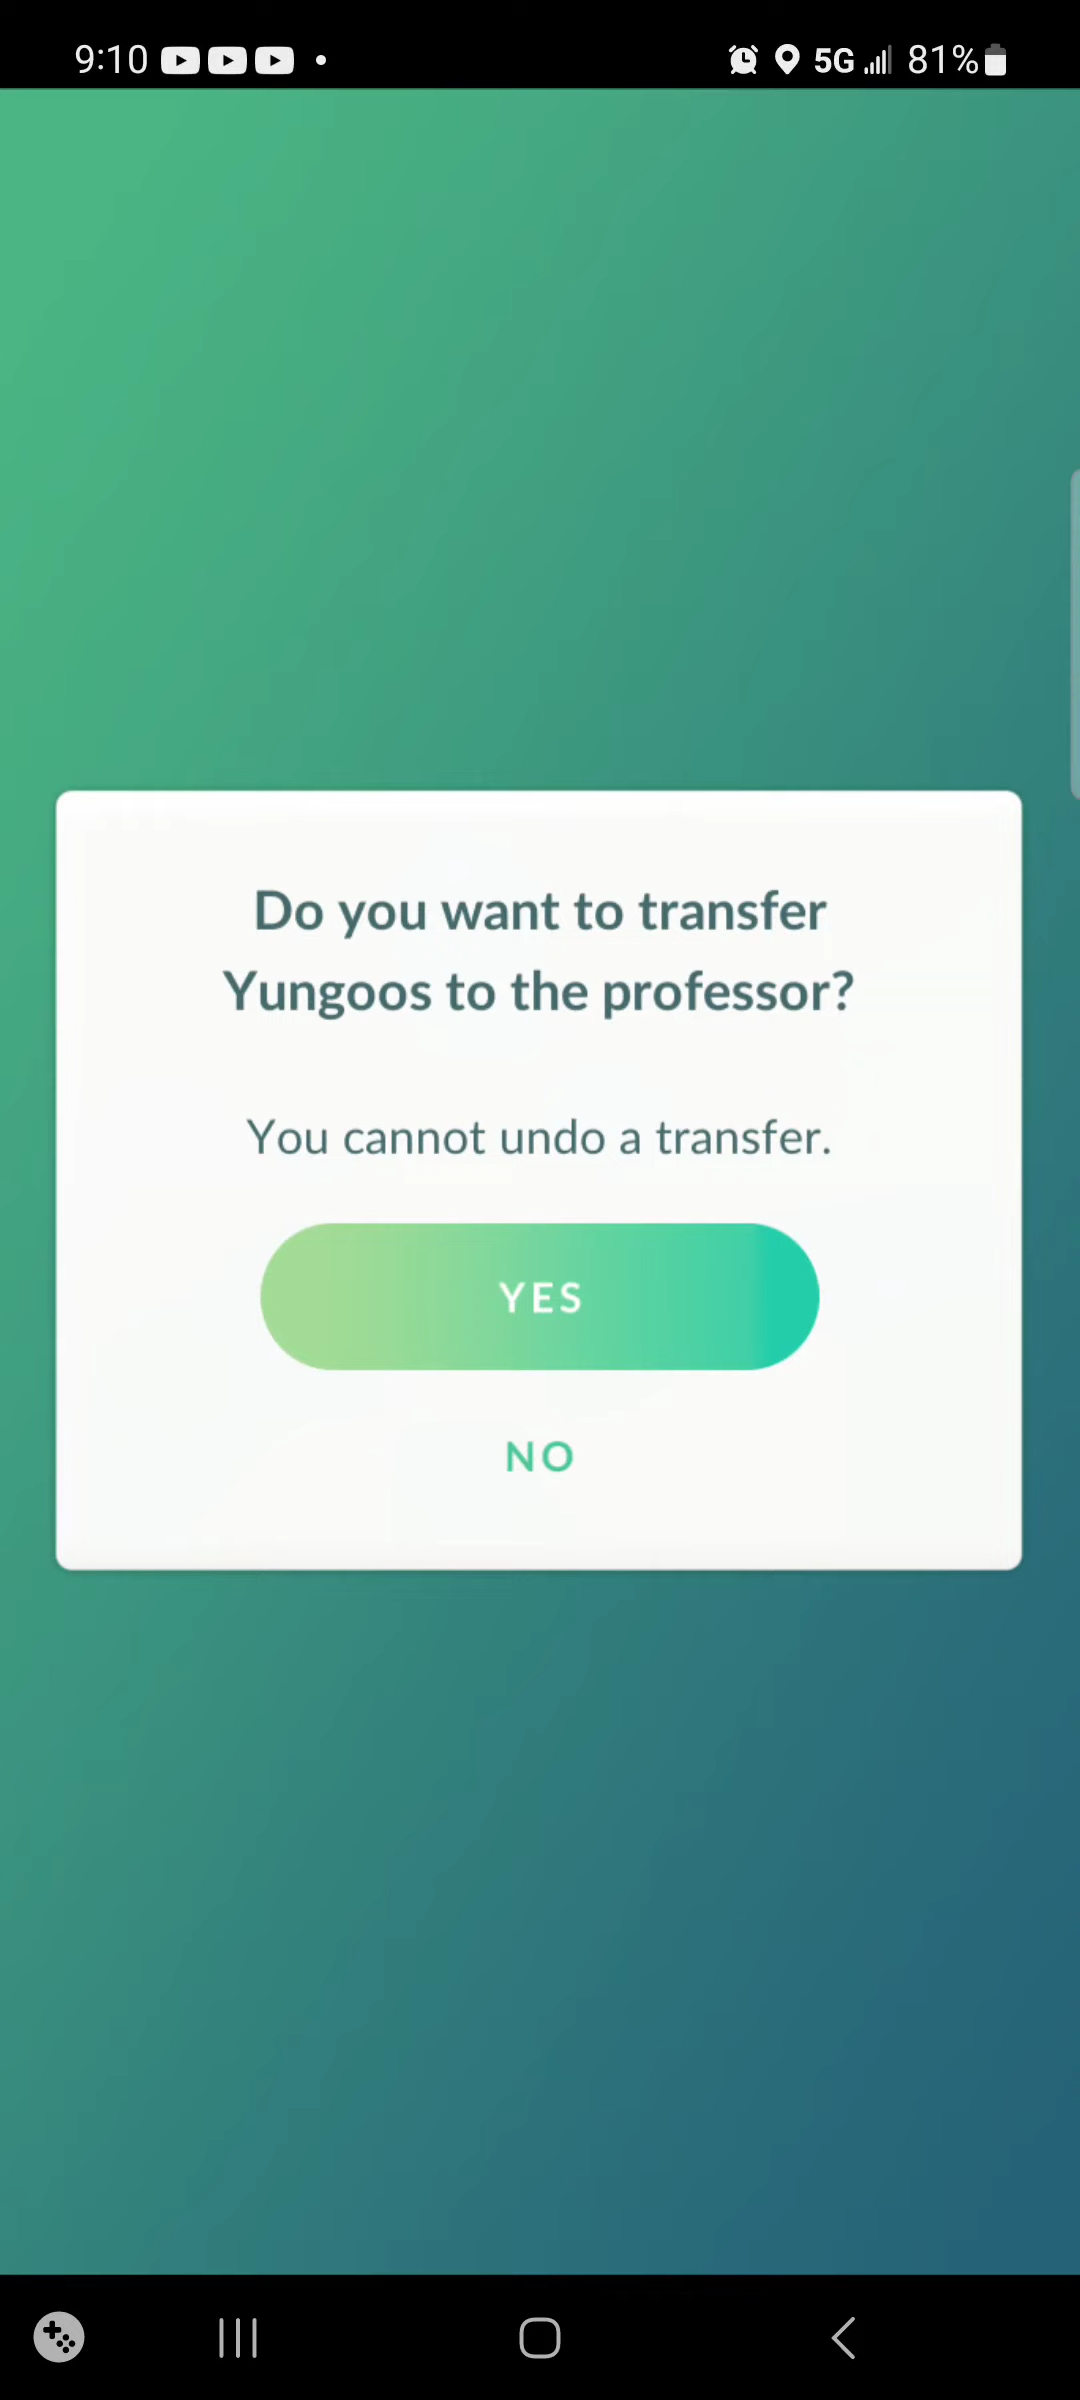 9:10 5G 81%
Do you want to transfer
Yungoos to the professor?
You cannot undo a transfer.
YES
NO